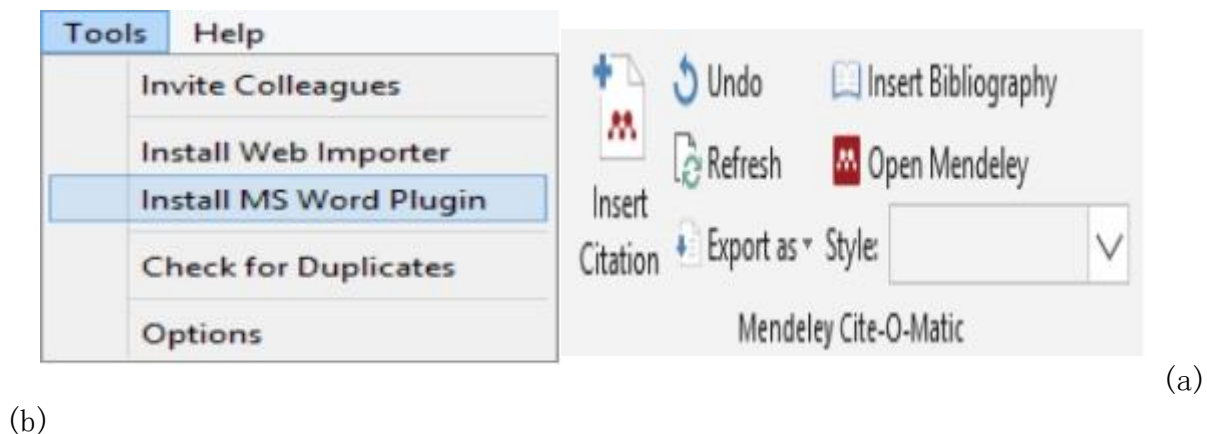 Tools Help
Invite Colleagues
Install Web Importer
Install MS Word Plugin
Check for Duplicates
Options
Insert
Citation
Undo
Refresh
Export as
Insert Bibliography
Open Mendeley
Style:
Mendeley Cite-O-Matic
(a)
(b)